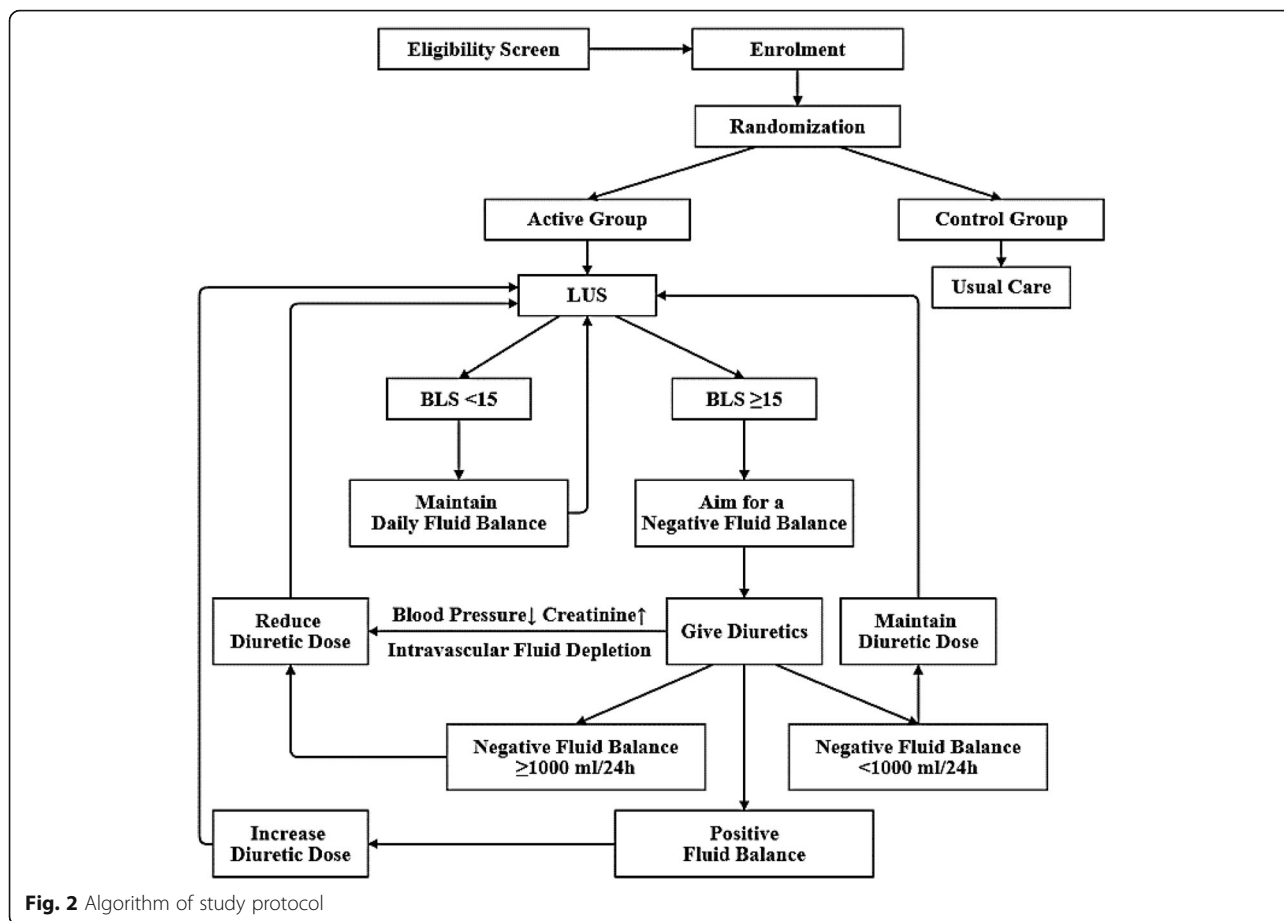 Eligibility Screen
Enrolment
Randomization
Active Group
Control Group
LUS
Usual Care
BLS <15
BLS ≥15
Maintain
Daily Fluid Balance
Aim for a
Negative Fluid Balance
Reduce
Diuretic Dose
Blood Pressure↓ Creatinine↑
Intravascular Fluid Depletion
Give Diuretics
Maintain
Diuretic Dose
Negative Fluid Balance
≥1000 ml/24h
Negative Fluid Balance
<1000 ml/24h
Increase
Diuretic Dose
Positive
Fluid Balance
Fig. 2 Algorithm of study protocol